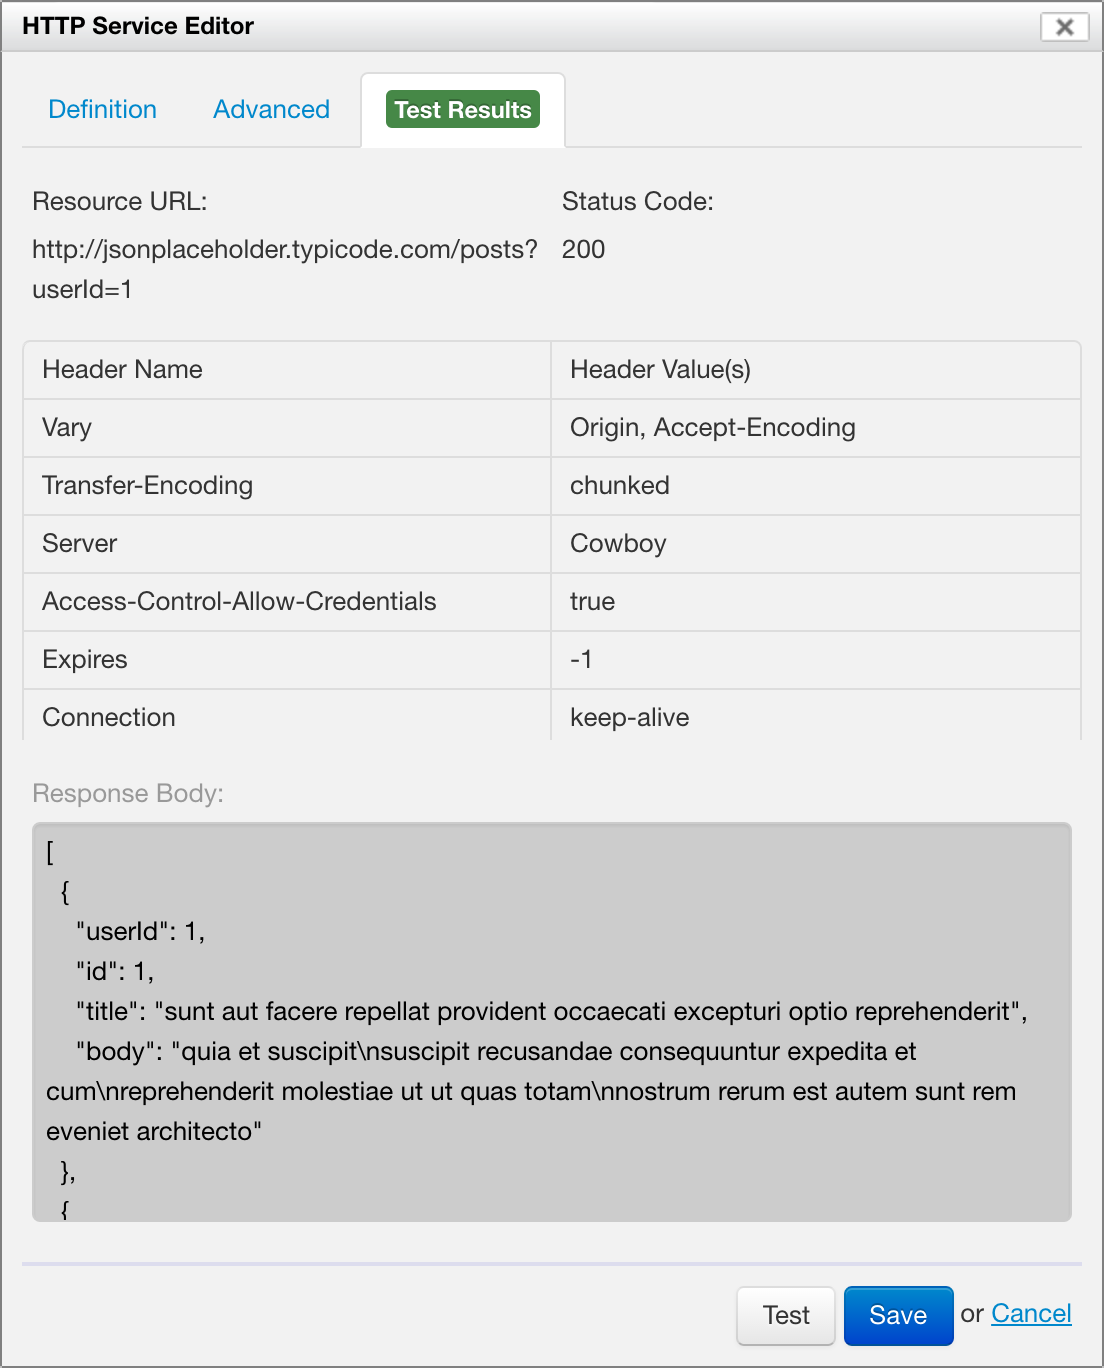 HTTP Service Editor
Definition
Advanced
Test Results
Resource URL:
Status Code:
http://jsonplaceholder.typicode.com/posts?
userId=1
200
Header Name
Header Value(s)
Vary
Origin, Accept-Encoding
Transfer-Encoding
chunked
Server
Cowboy
Access-Control-Allow-Credentials
true
Expires
-1
Connection
keep-alive
Response Body:
[
{
"userId": 1,
"id": 1,
"title": "sunt aut facere repellat provident occaecati excepturi optio reprehenderit",
"body": "quia et suscipit\nsuscipit recusandae consequuntur expedita et
cum\nreprehenderit molestiae ut ut quas totam\nnostrum rerum est autem sunt rem
eveniet architecto"
},
{
Test
Save
or Cancel